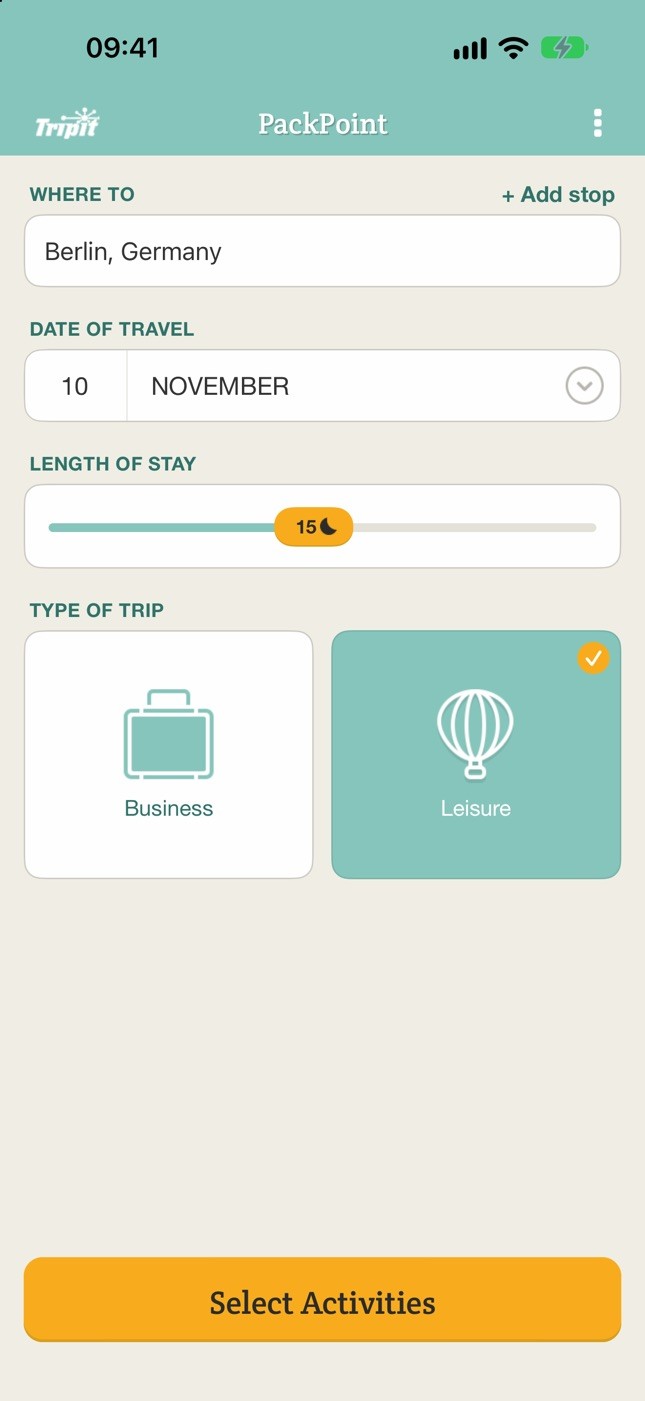 09:41
TripIt PackPoint
WHERE TO + Add stop
Berlin, Germany
DATE OF TRAVEL
10 NOVEMBER
LENGTH OF STAY
15
TYPE OF TRIP
Business Leisure
Select Activities